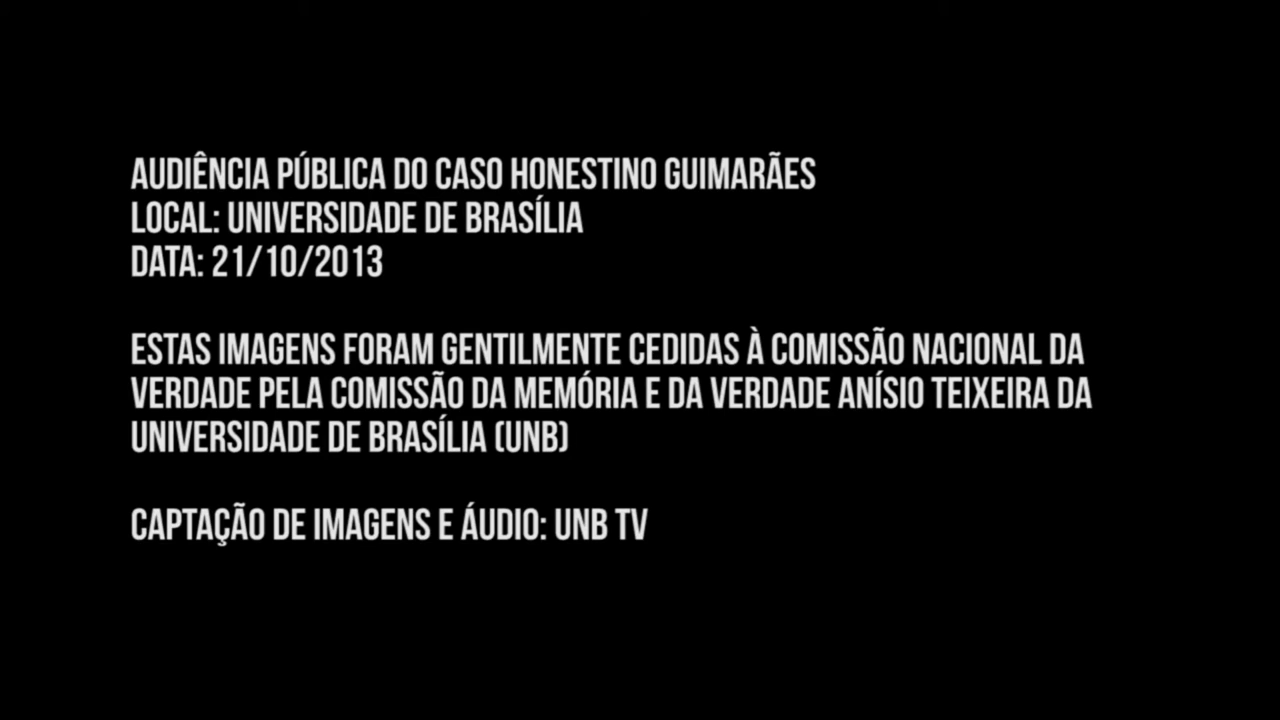 AUDIÊNCIA PÚBLICA DO CASO HONESTINO GUIMARÃES
LOCAL: UNIVERSIDADE DE BRASÍLIA
DATA: 21/10/2013
ESTAS IMAGENS FORAM GENTILMENTE CEDIDAS À COMISSÃO NACIONAL DA
VERDADE PELA COMISSÃO DA MEMÓRIA E DA VERDADE ANÍSIO TEIXEIRA DA
UNIVERSIDADE DE BRASÍLIA (UNB)
CAPTAÇÃO DE IMAGENS E ÁUDIO: UNB TV